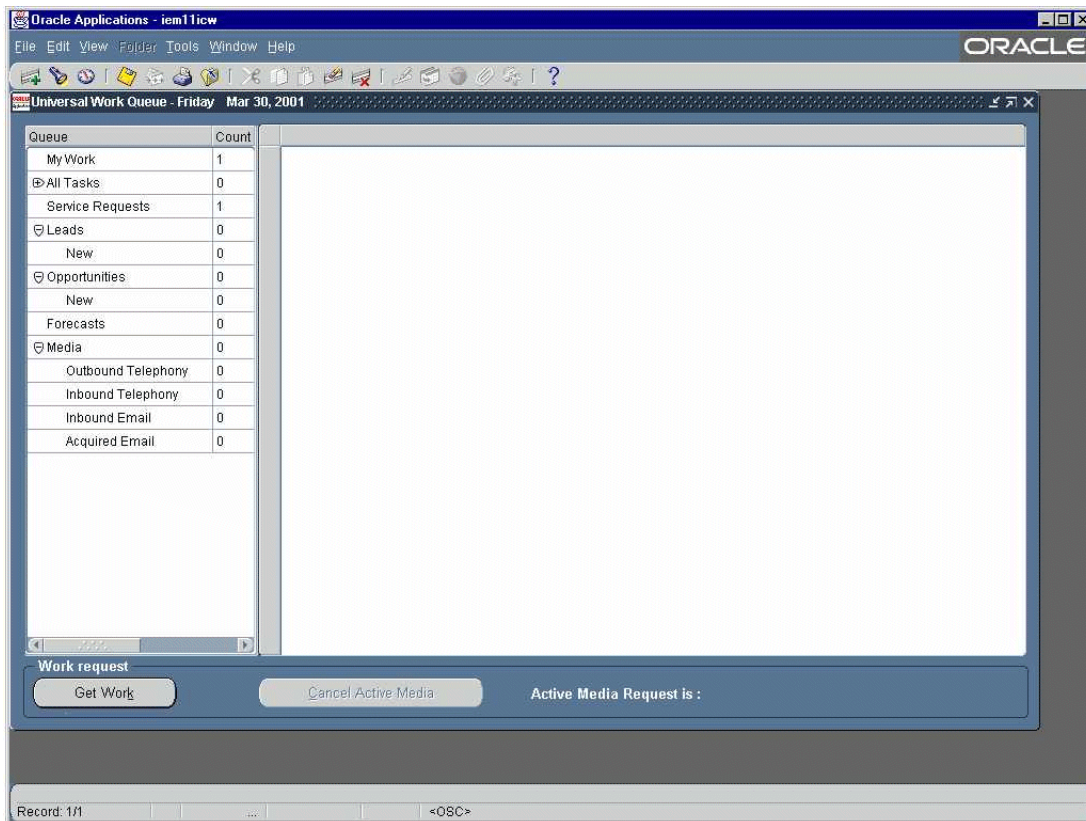 Oracle Applications - iem11icw
File Edit View Folder Tools Window Help
ORACLE
Universal Work Queue - Friday Mar 30, 2001
Queue Count
My Work 1
All Tasks 0
Service Requests 1
Leads 0
New 0
Opportunities 0
New 0
Forecasts 0
Media 0
Outbound Telephony 0
Inbound Telephony 0
Inbound Email 0
Acquired Email 0
Work request
Get Work Cancel Active Media Active Media Request is :
Record: 1/1 ... <OSC>